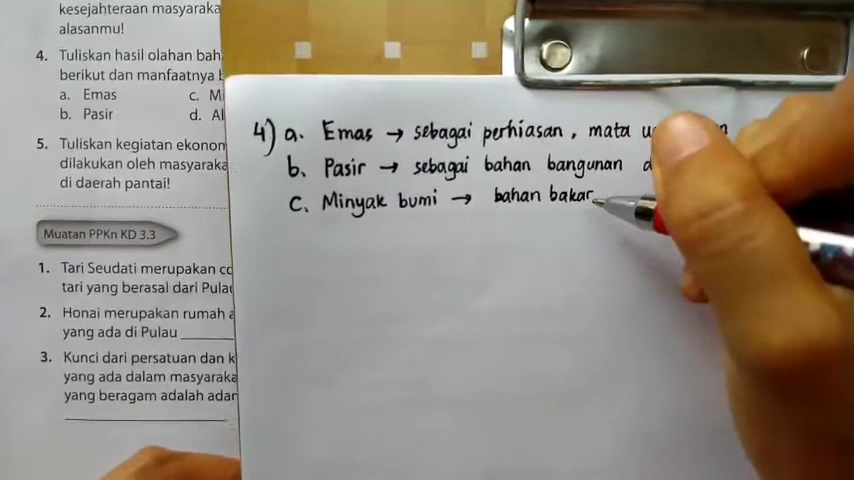 kesejahteraan masyaraka
alasanmu!
4. Tuliskan hasil olahan bah
berikut dan manfaatnya
a. Emas c. Mi
b. Pasir d. Al
5. Tuliskan kegiatan ekonon
dilakukan oleh masyaraka
di daerah pantai!
Muatan PPKn KD 3.3
1. Tari Seudati merupakan co
tari yang berasal dari Pulau
2. Honai merupakan rumah a
yang ada di Pulau
3. Kunci dari persatuan dan k
yang ada dalam masyaraka
yang beragam adalah adan
4) a. Emas → sebagai perhiasan, mata u
b. Pasir → sebagai bahan bangunan d
c. Minyak bumi → bahan bakar